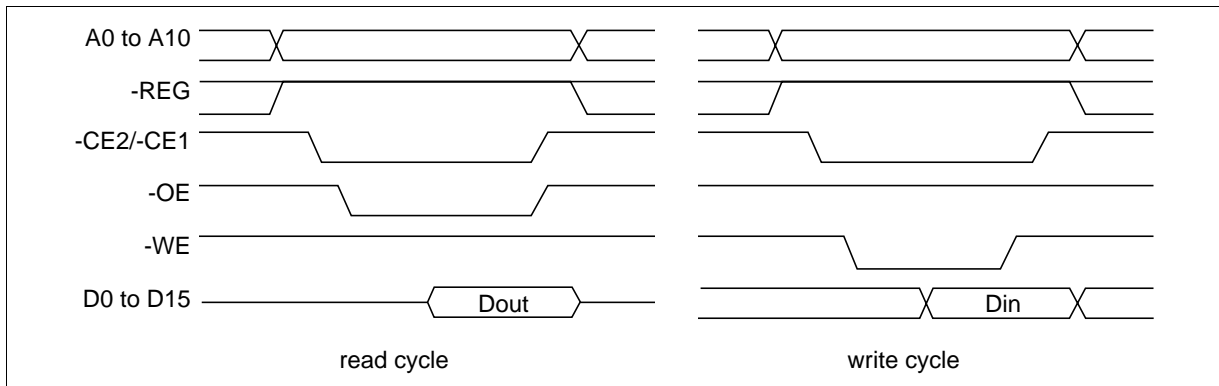 A0 to A10
-REG
-CE2/-CE1
-OE
-WE
D0 to D15
Dout
Din
read cycle
write cycle